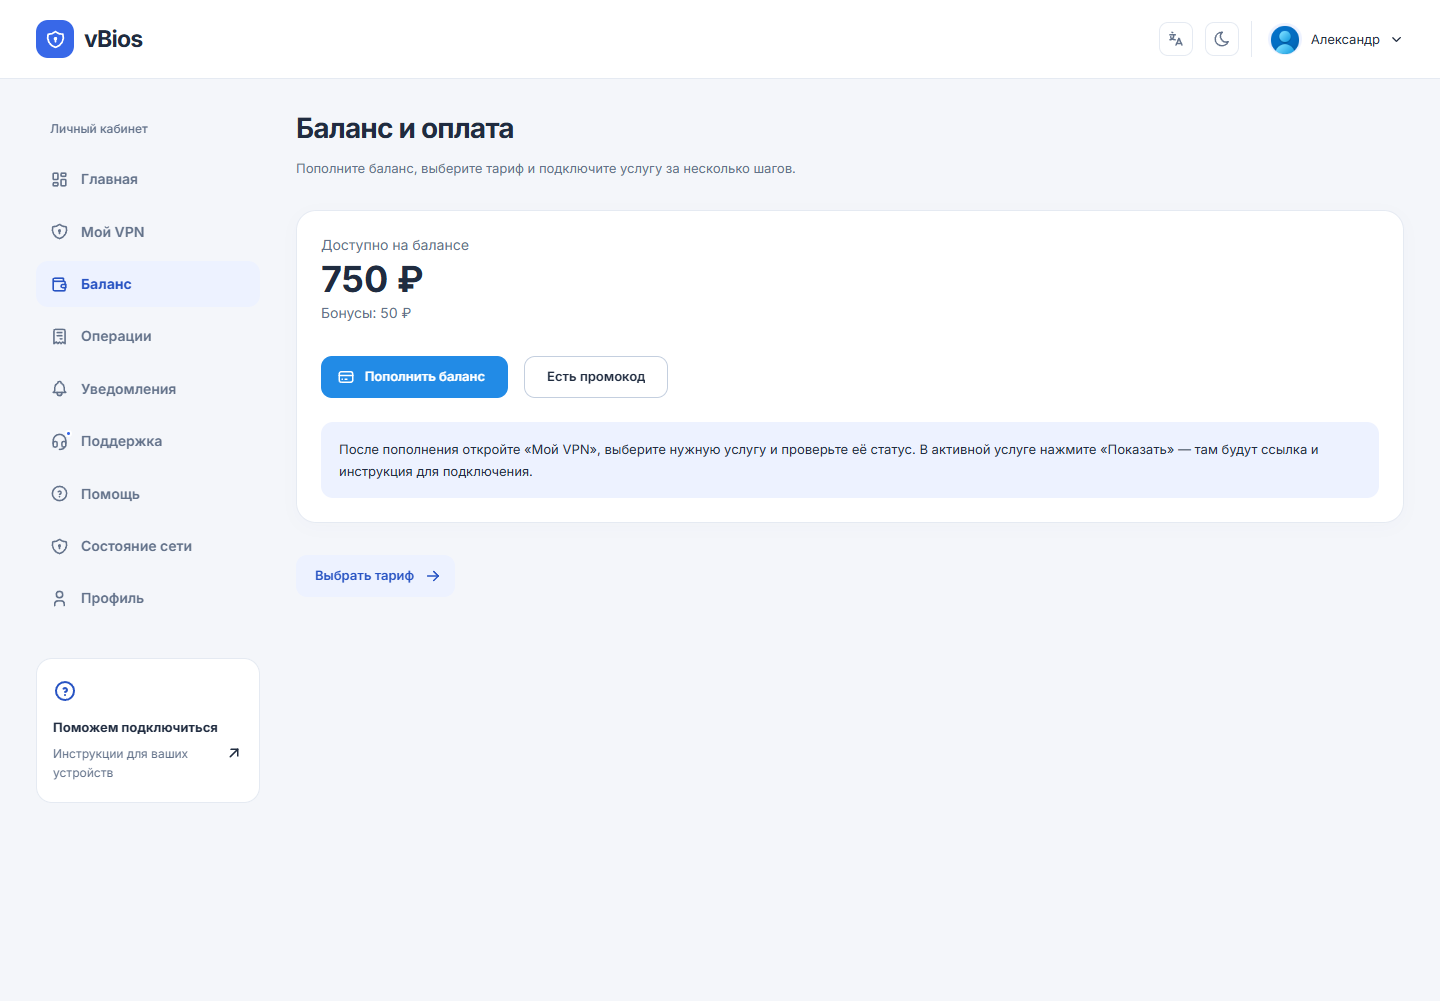 vBios
Александр
Личный кабинет
Главная
Мой VPN
Баланс
Операции
Уведомления
Поддержка
Помощь
Состояние сети
Профиль
Поможем подключиться
Инструкции для ваших
устройств
Баланс и оплата
Пополните баланс, выберите тариф и подключите услугу за несколько шагов.
Доступно на балансе
750 ₽
Бонусы: 50 ₽
Пополнить баланс
Есть промокод
После пополнения откройте «Мой VPN», выберите нужную услугу и проверьте её статус. В активной услуге нажмите «Показать» — там будут ссылка и
инструкция для подключения.
Выбрать тариф